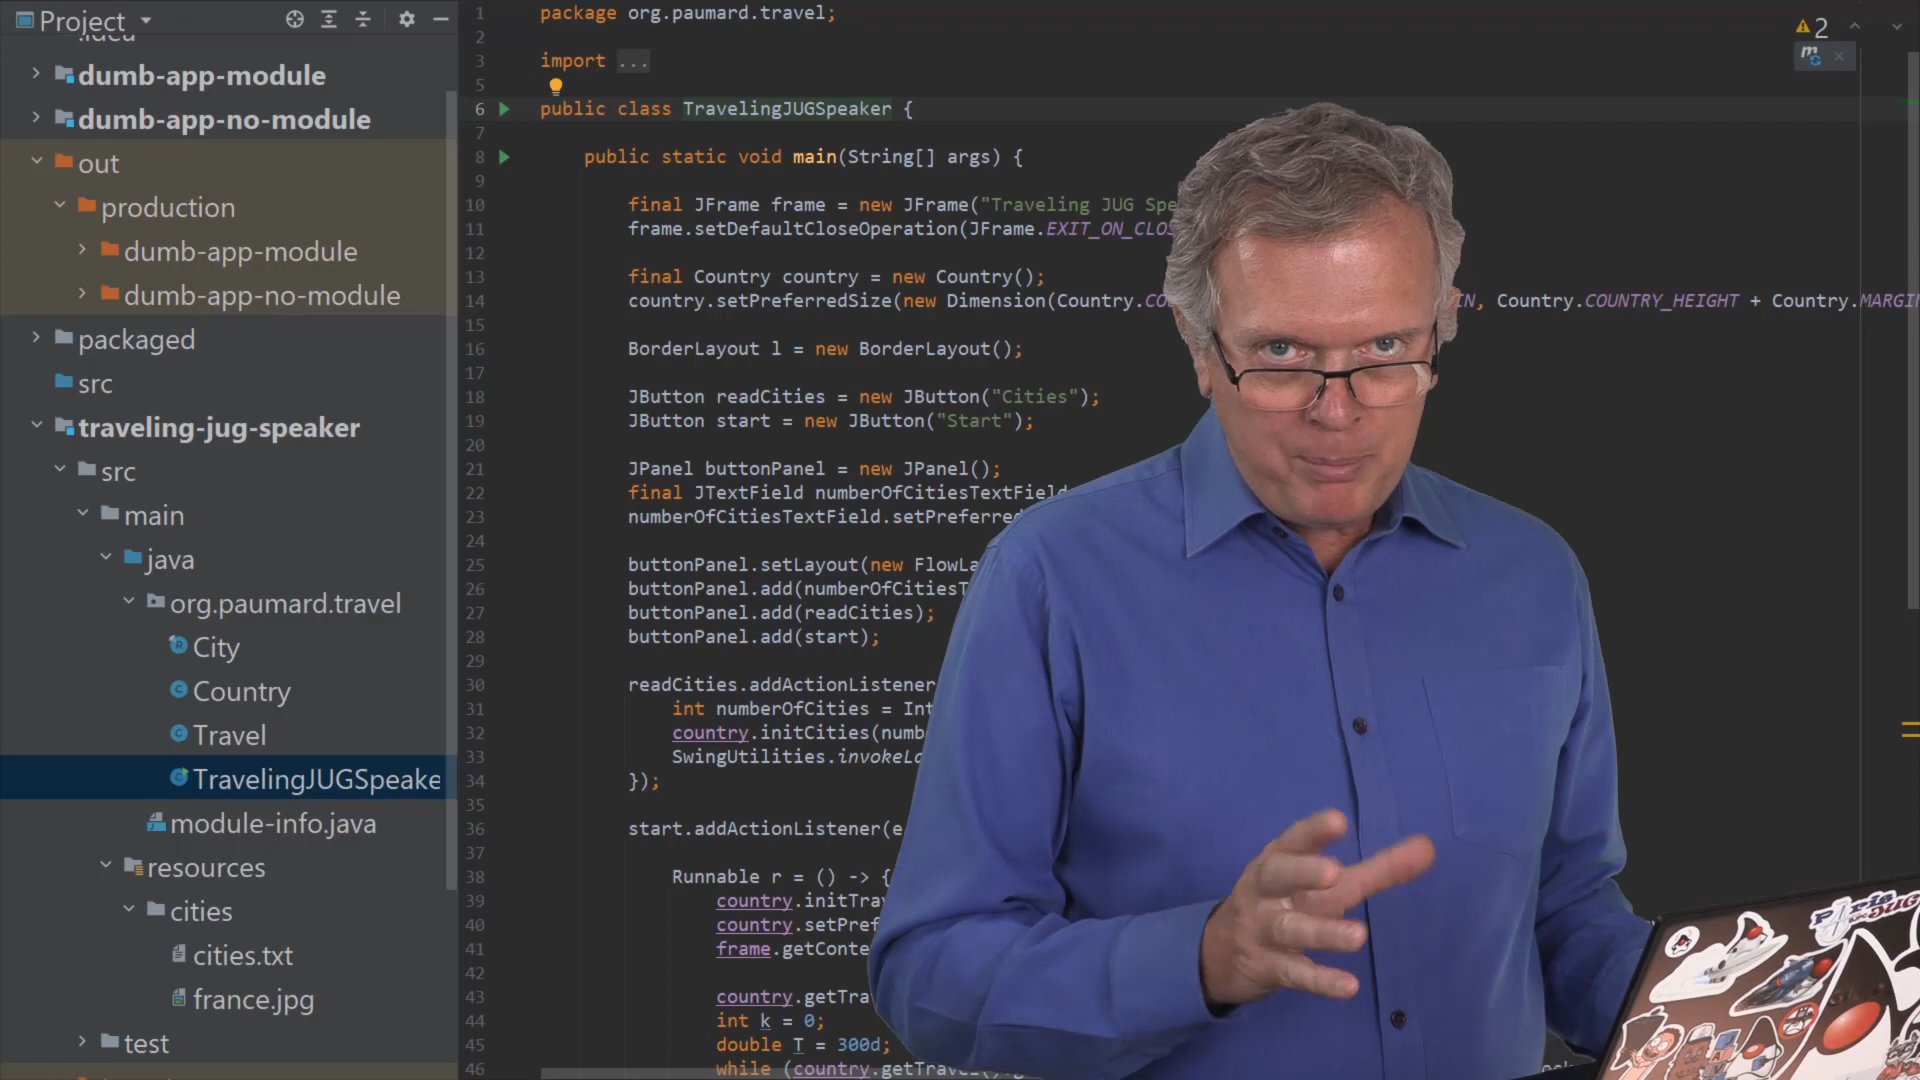 Project
.idea
dumb-app-module
dumb-app-no-module
out
production
dumb-app-module
dumb-app-no-module
packaged
src
traveling-jug-speaker
src
main
java
org.paumard.travel
City
Country
Travel
TravelingJUGSpeake
module-info.java
resources
cities
cities.txt
france.jpg
test
1 package org.paumard.travel;
2
3 import ...
5
6 public class TravelingJUGSpeaker {
7
8 public static void main(String[] args) {
9
10 final JFrame frame = new JFrame("Traveling JUG Spe
11 frame.setDefaultCloseOperation(JFrame.EXIT_ON_CLOS
12
13 final Country country = new Country();
14 country.setPreferredSize(new Dimension(Country.CO IN, Country.COUNTRY_HEIGHT + Country.MARGIN
15
16 BorderLayout l = new BorderLayout();
17
18 JButton readCities = new JButton("Cities");
19 JButton start = new JButton("Start");
20
21 JPanel buttonPanel = new JPanel();
22 final JTextField numberOfCitiesTextField
23 numberOfCitiesTextField.setPreferred
24
25 buttonPanel.setLayout(new FlowLa
26 buttonPanel.add(numberOfCitiesT
27 buttonPanel.add(readCities);
28 buttonPanel.add(start);
29
30 readCities.addActionListener
31 int numberOfCities = Int
32 country.initCities(numb
33 SwingUtilities.invokeLa
34 });
35
36 start.addActionListener(e
37
38 Runnable r = () -> {
39 country.initTra
40 country.setPref
41 frame.getConte
42
43 country.getTra
44 int k = 0;
45 double T = 300d;
46 while (country.getTravel()
2
m
Paris JUG